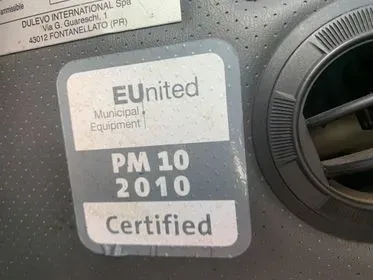 DULEVO INTERNATIONAL Spa
Via G. Guareschi, 1
43012 FONTANELLATO (PR)
EUnited
Municipal
Equipment
PM 10
2010
Certified